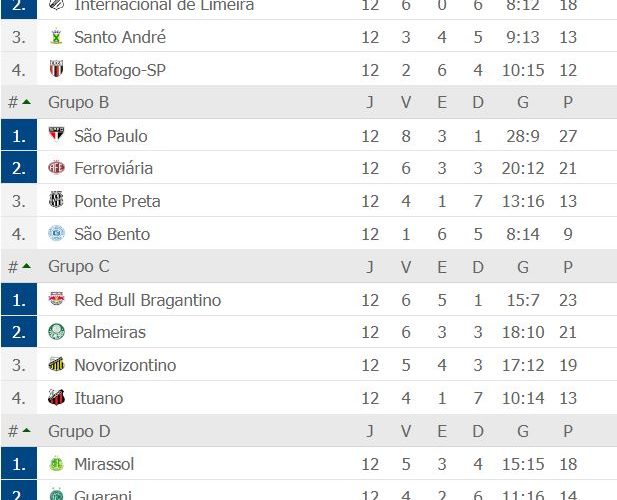 2. Internacional de Limeira 12 6 0 6 8:12 18
3. Santo André 12 3 4 5 9:13 13
4. Botafogo-SP 12 2 6 4 10:15 12
# Grupo B J V E D G P
1. São Paulo 12 8 3 1 28:9 27
2. Ferroviária 12 6 3 3 20:12 21
3. Ponte Preta 12 4 1 7 13:16 13
4. São Bento 12 1 6 5 8:14 9
# Grupo C J V E D G P
1. Red Bull Bragantino 12 6 5 1 15:7 23
2. Palmeiras 12 6 3 3 18:10 21
3. Novorizontino 12 5 4 3 17:12 19
4. Ituano 12 4 1 7 10:14 13
# Grupo D J V E D G P
1. Mirassol 12 5 3 4 15:15 18
2. Guarani 12 4 2 6 11:16 14